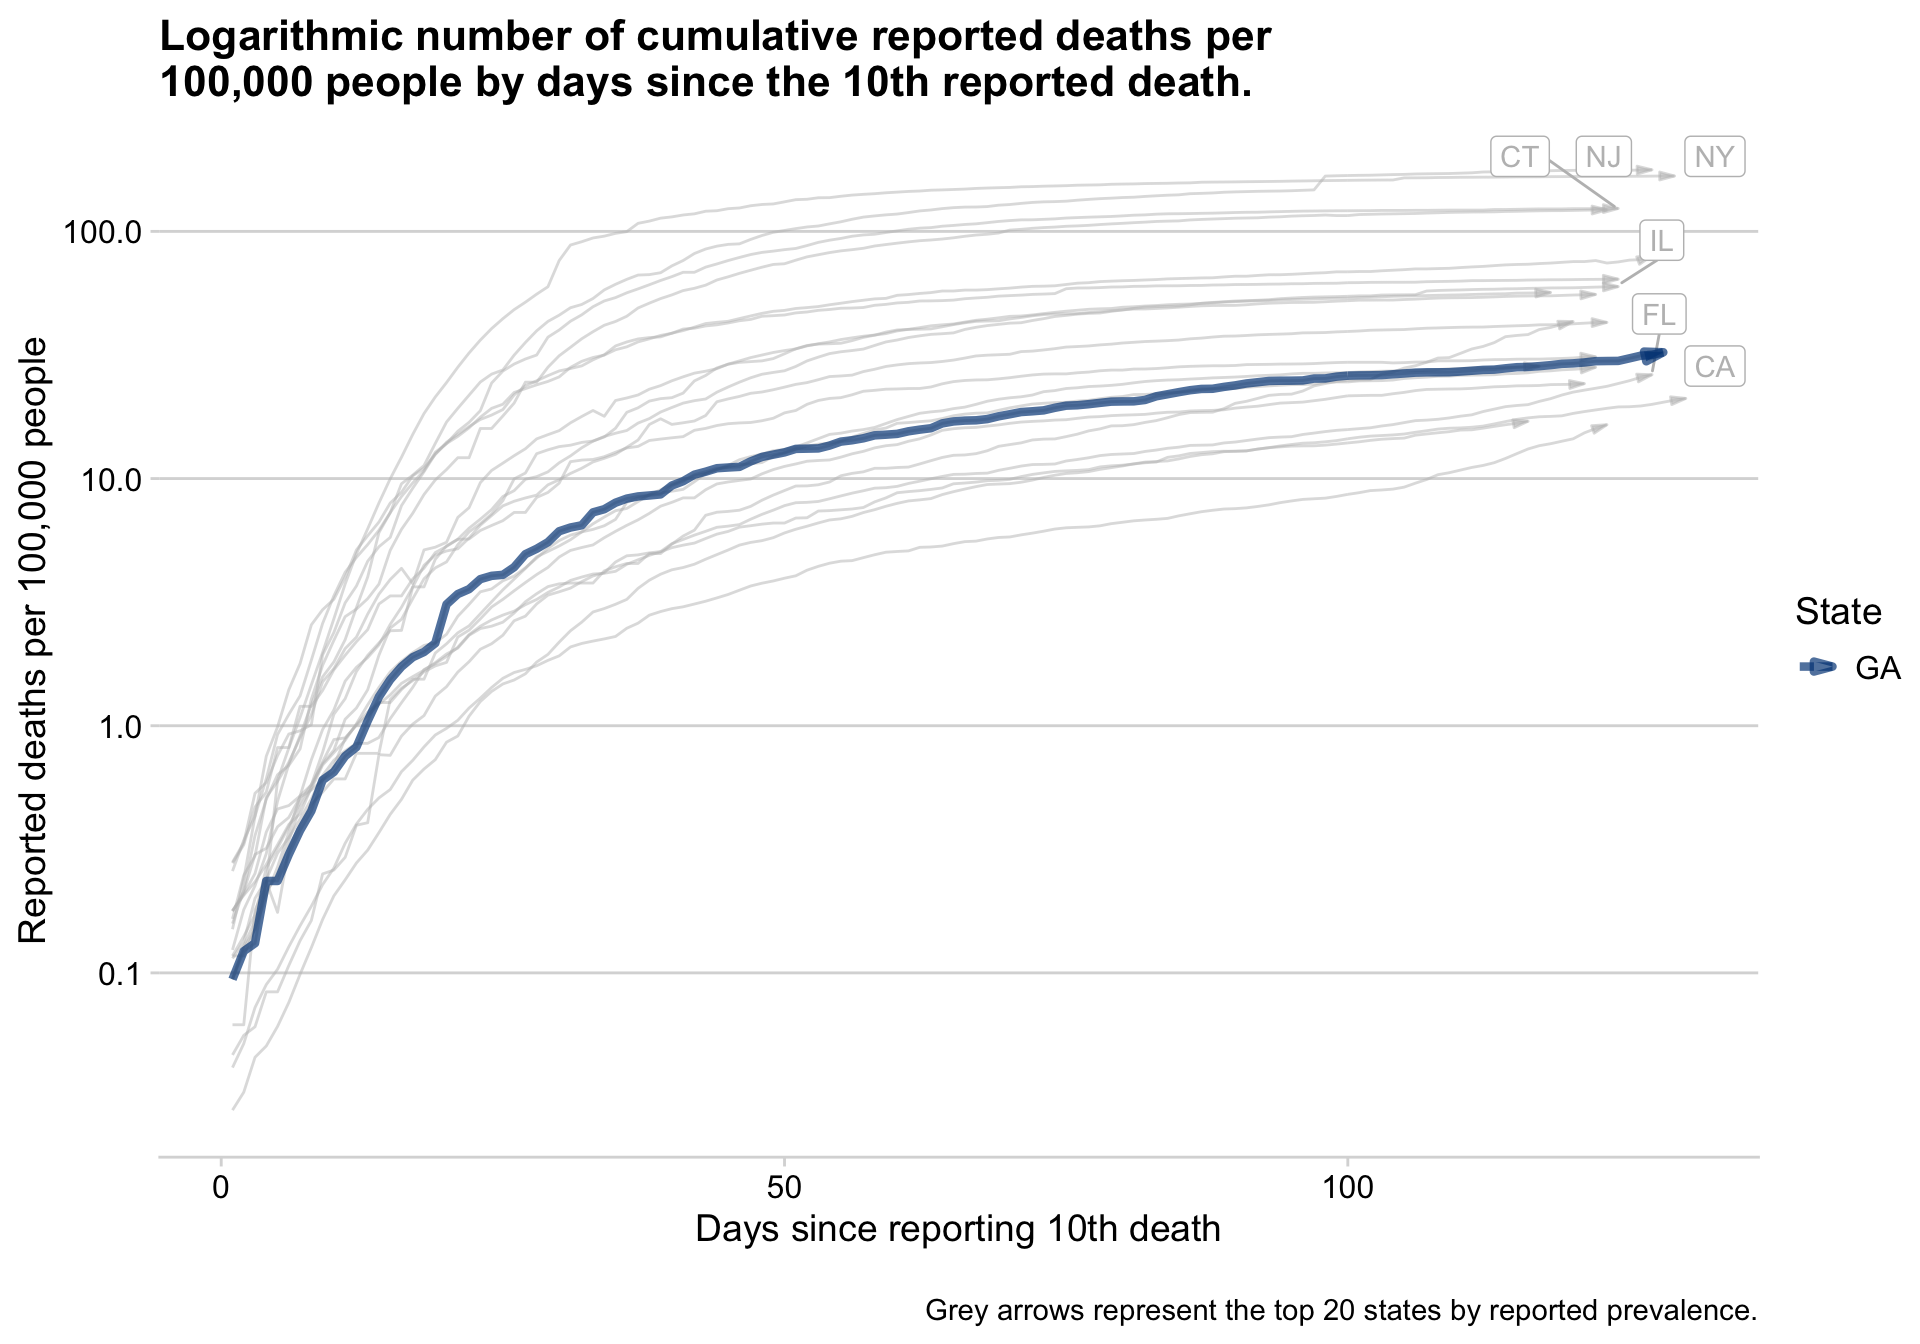 Logarithmic number of cumulative reported deaths per
100,000 people by days since the 10th reported death.
CT NJ NY
IL
FL
CA
100.0
10.0
1.0
0.1
Reported deaths per 100,000 people
0 50 100
Days since reporting 10th death
State
GA
Grey arrows represent the top 20 states by reported prevalence.